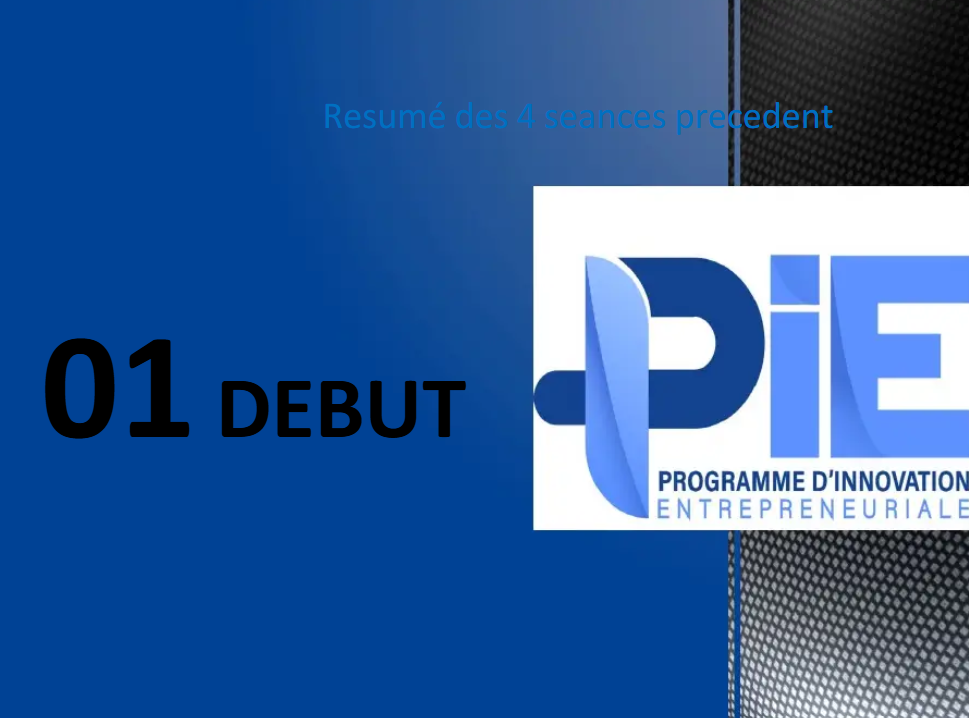 Resumé des 4 seances precedent
01 DEBUT
PiE
PROGRAMME D'INNOVATION
ENTREPRENEURIALE